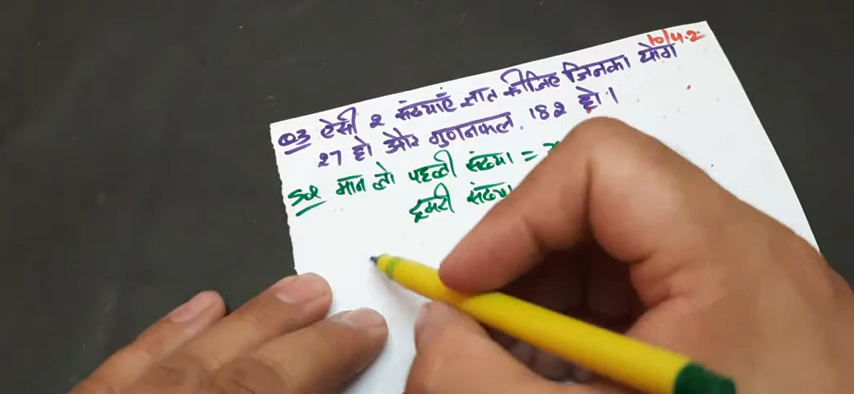 10/4.2
Q3 ऐसी 2 संख्याएँ ज्ञात कीजिए जिनका योग
27 हो और गुणनफल 182 हो।
Sol मान लो पहली संख्या =
दूसरी संख्या